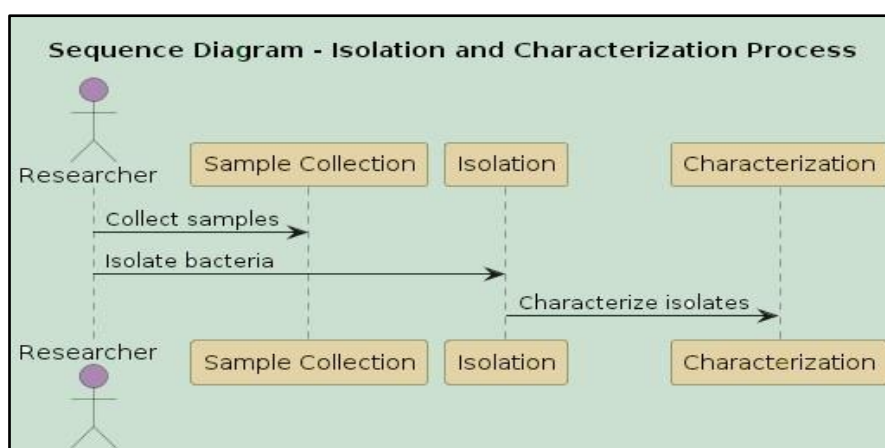 Sequence Diagram - Isolation and Characterization Process
Researcher
Sample Collection
Isolation
Characterization
Collect samples
Isolate bacteria
Characterize isolates
Researcher
Sample Collection
Isolation
Characterization